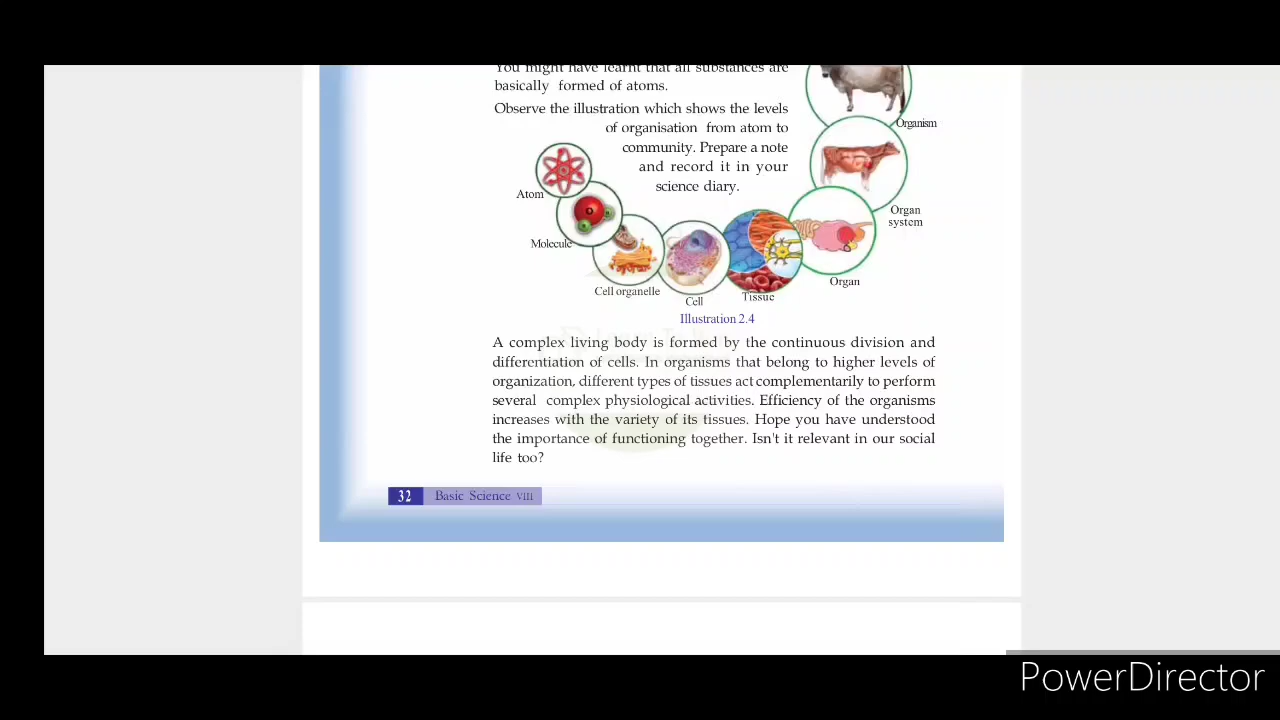 You might have learnt that all substances are
basically formed of atoms.
Observe the illustration which shows the levels
of organisation from atom to
community. Prepare a note
and record it in your
science diary.
Organism
Organ
system
Organ
Tissue
Cell
Cell organelle
Molecule
Atom
Illustration 2.4
A complex living body is formed by the continuous division and
differentiation of cells. In organisms that belong to higher levels of
organization, different types of tissues act complementarily to perform
several complex physiological activities. Efficiency of the organisms
increases with the variety of its tissues. Hope you have understood
the importance of functioning together. Isn't it relevant in our social
life too?
32 Basic Science VIII
PowerDirector